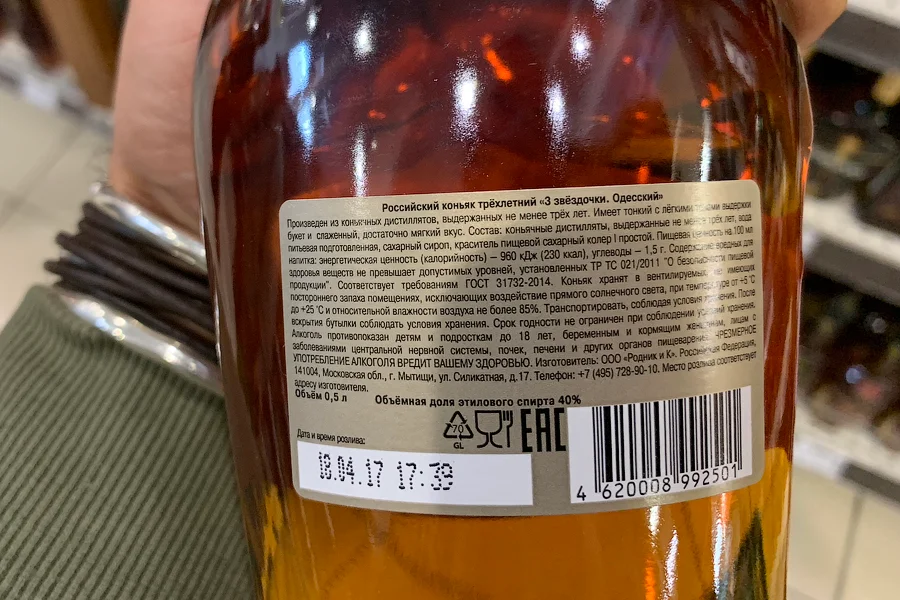 Российский коньяк трёхлетний «3 звёздочки. Одесский»
Произведен из коньячных дистиллятов, выдержанных не менее трёх лет. Имеет тонкий с лёгкими тонами выдержки
букет и слаженный, достаточно мягкий вкус. Состав: коньячные дистилляты, выдержанные не менее трёх лет, вода
питьевая подготовленная, сахарный сироп, краситель пищевой сахарный колер I простой. Пищевая ценность на 100 мл
напитка: энергетическая ценность (калорийность) – 960 кДж (230 ккал), углеводы – 1,5 г. Содержание вредных для
здоровья веществ не превышает допустимых уровней, установленных ТР ТС 021/2011 "О безопасности пищевой
продукции". Соответствует требованиям ГОСТ 31732-2014. Коньяк хранят в вентилируемых, не имеющих
постороннего запаха помещениях, исключающих воздействие прямого солнечного света, при температуре от +5 °С
до +25 °С и относительной влажности воздуха не более 85%. Транспортировать, соблюдая условия хранения. После
вскрытия бутылки соблюдать условия хранения. Срок годности не ограничен при соблюдении условий хранения.
Алкоголь противопоказан детям и подросткам до 18 лет, беременным и кормящим женщинам, лицам с
заболеваниями центральной нервной системы, почек, печени и других органов пищеварения. ЧРЕЗМЕРНОЕ
УПОТРЕБЛЕНИЕ АЛКОГОЛЯ ВРЕДИТ ВАШЕМУ ЗДОРОВЬЮ. Изготовитель: ООО «Родник и К». Российская Федерация,
141004, Московская обл., г. Мытищи, ул. Силикатная, д.17. Телефон: +7 (495) 728-90-10. Место розлива соответствует
адресу изготовителя.
Объём 0,5 л Объёмная доля этилового спирта 40%
70
GL
EAC
Дата и время розлива:
18.04.17 17:39
4 620008 992501